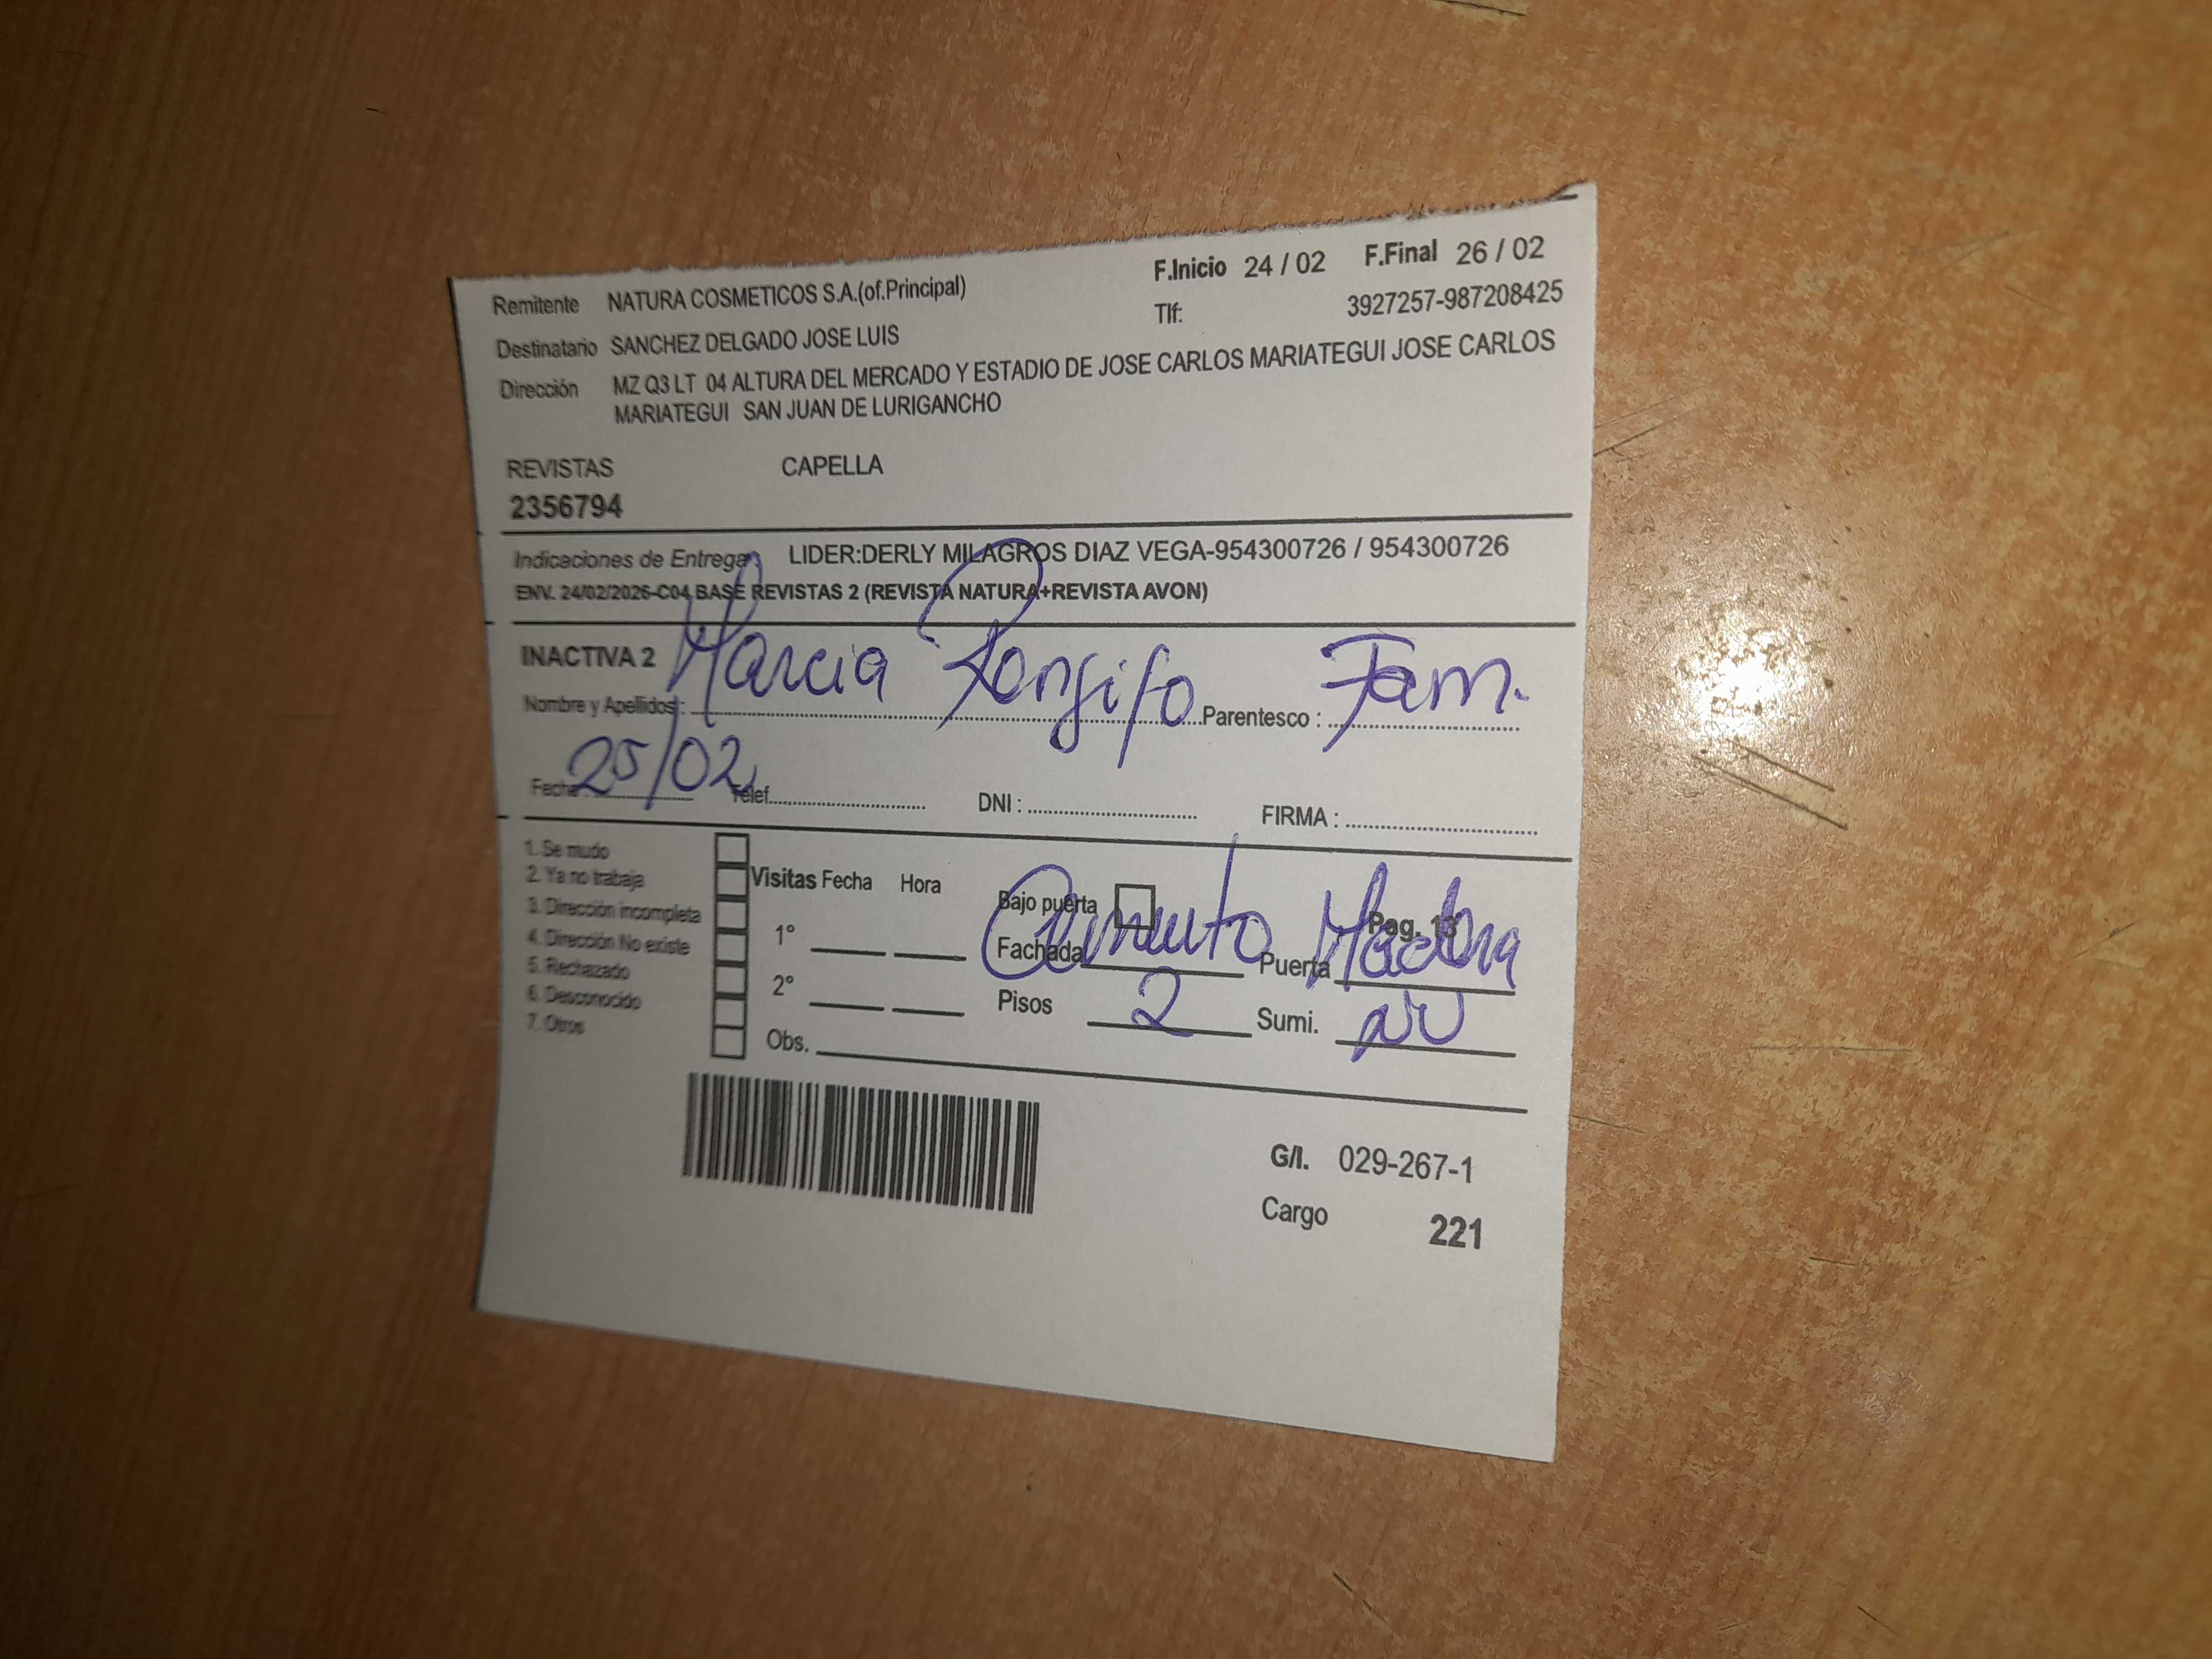 Remitente NATURA COSMETICOS S.A.(of.Principal) F.Inicio 24 / 02 F.Final 26 / 02
Tlf: 3927257-987208425
Destinatario SANCHEZ DELGADO JOSE LUIS
Dirección MZ Q3 LT 04 ALTURA DEL MERCADO Y ESTADIO DE JOSE CARLOS MARIATEGUI JOSE CARLOS
MARIATEGUI SAN JUAN DE LURIGANCHO
REVISTAS CAPELLA
2356794
Indicaciones de Entrega : LIDER:DERLY MILAGROS DIAZ VEGA-954300726 / 954300726
ENV. 24/02/2026-C04 BASE REVISTAS 2 (REVISTA NATURA+REVISTA AVON)
INACTIVA 2
Nombre y Apellidos : Marcia Rengifo Parentesco : Fam.
Fecha : 25/02 Telef. DNI : FIRMA :
1. Se mudo
2. Ya no trabaja
3. Dirección incompleta
4. Dirección No existe
5. Rechazado
6. Desconocido
7. Otros
Visitas Fecha Hora
1°
2°
Obs.
Bajo puerta Pag. 13
Fachada Cemento Puerta Madera
Pisos 2 Sumi.
G/I. 029-267-1
Cargo 221